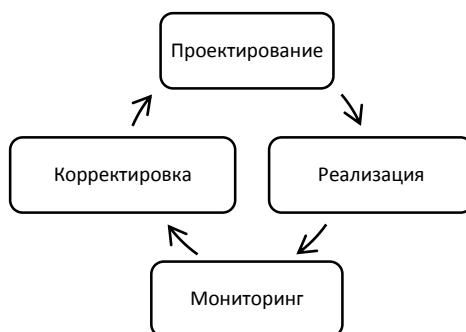 Проектирование
Корректировка
Реализация
Мониторинг